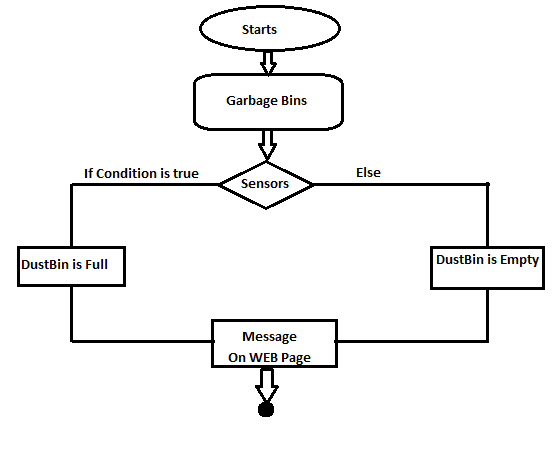 Starts
Garbage Bins
If Condition is true
Sensors
Else
DustBin is Full
DustBin is Empty
Message
On WEB Page